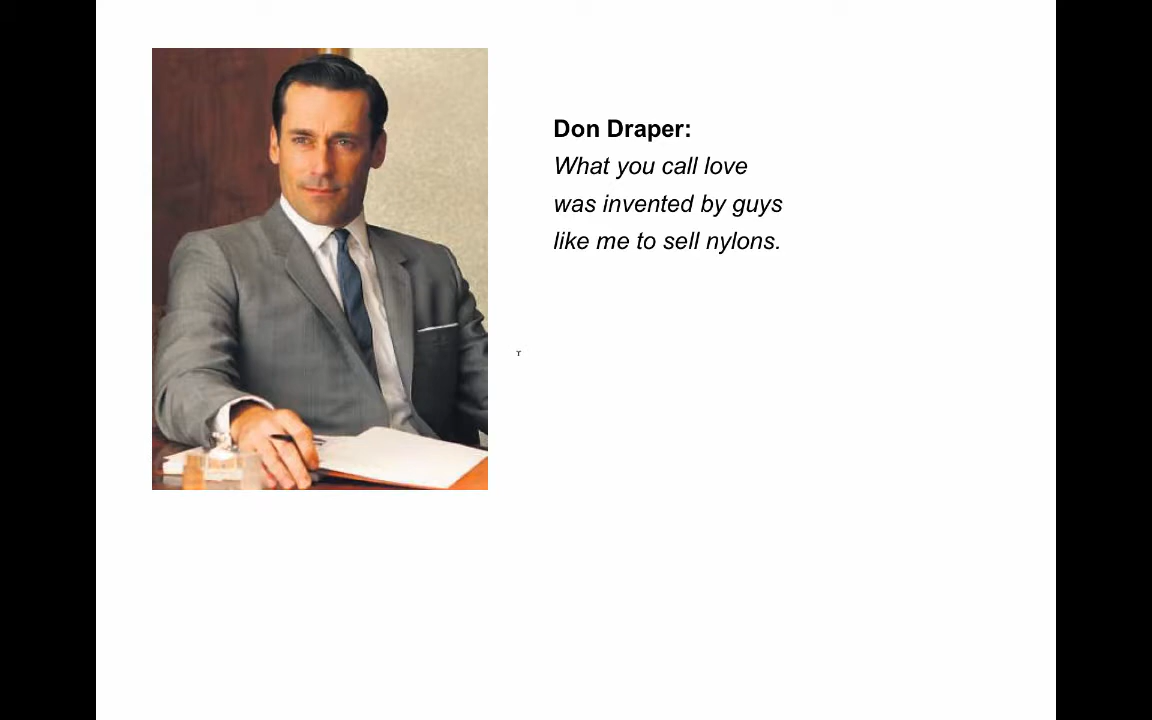 Don Draper:
What you call love
was invented by guys
like me to sell nylons.